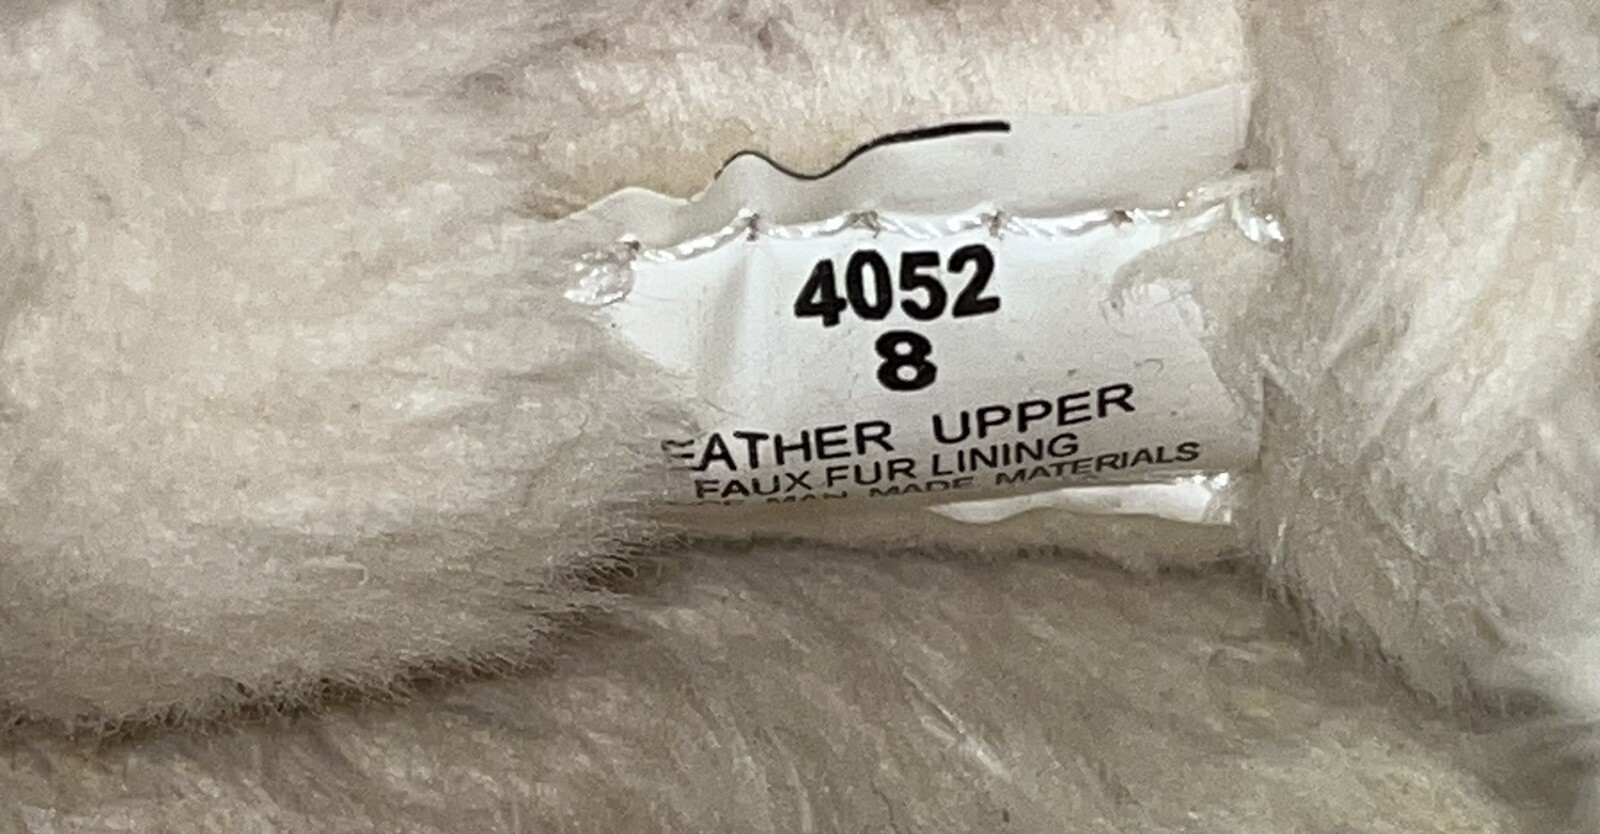 4052
8
EATHER UPPER
FAUX FUR LINING
MAN MADE MATERIALS